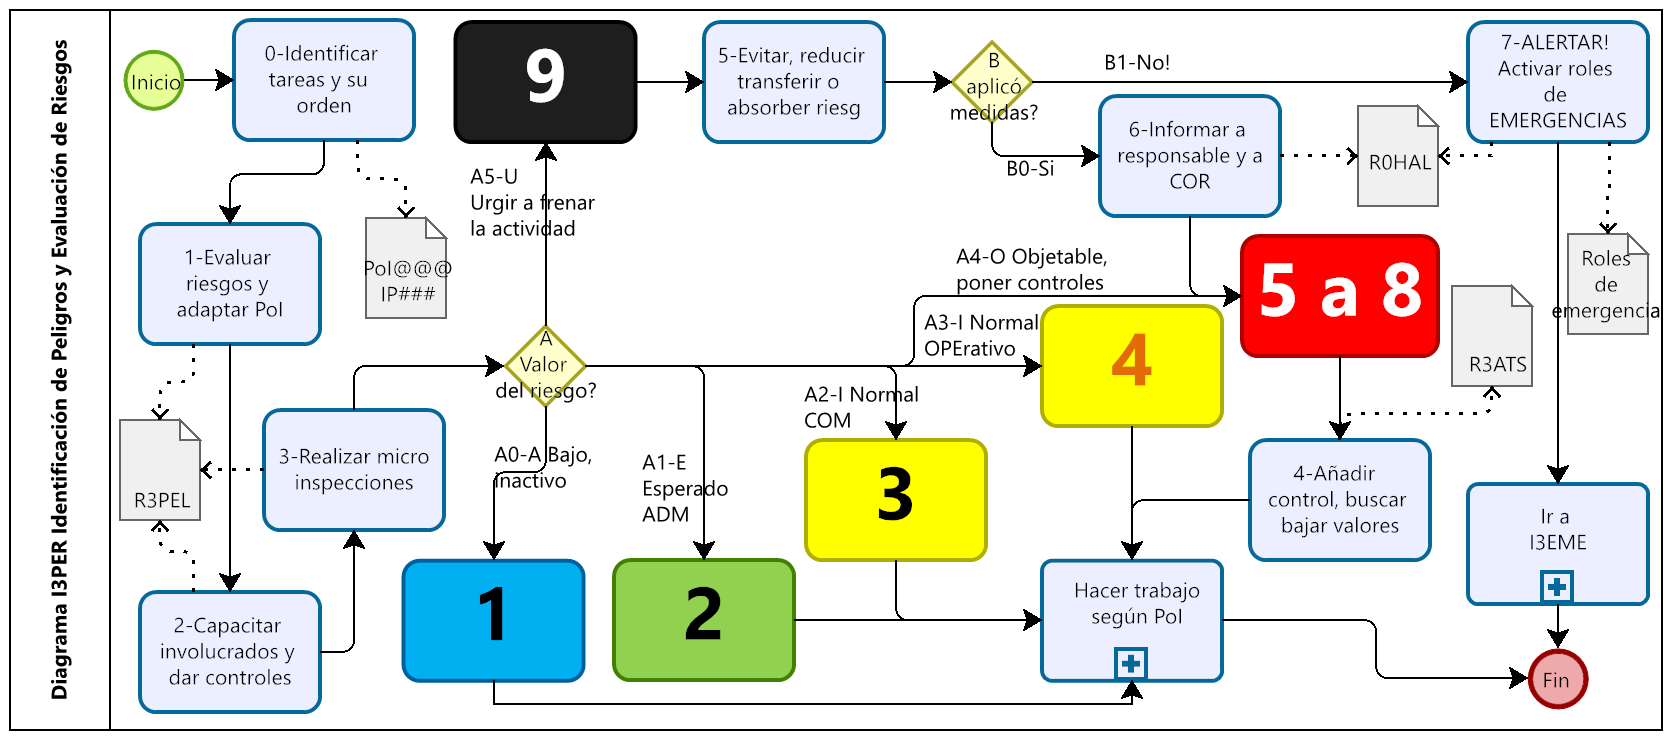 Diagrama I3PER Identificación de Peligros y Evaluación de Riesgos
Inicio
0-Identificar
tareas y su
orden
9
5-Evitar, reducir
transferir o
absorber riesg
B
aplicó
medidas?
B1-No!
7-ALERTAR!
Activar roles
de
EMERGENCIAS
B0-Si
6-Informar a
responsable y a
COR
R0HAL
A5-U
Urgir a frenar
la actividad
1-Evaluar
riesgos y
adaptar PoI
PoI@@@
IP###
A4-O Objetable,
poner controles
5 a 8
Roles
de
emergencia
A3-I Normal
OPErativo
4
R3ATS
A
Valor
del riesgo?
A2-I Normal
COM
3-Realizar micro
inspecciones
R3PEL
A0-A Bajo,
inactivo
A1-E
Esperado
ADM
3
4-Añadir
control, buscar
bajar valores
Ir a
I3EME
2-Capacitar
involucrados y
dar controles
1
2
Hacer trabajo
según PoI
Fin